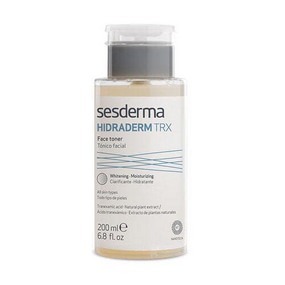 sesderma
HIDRADERM TRX
Face toner
Tónico facial
Whitening · Moisturizing
Clarificante · Hidratante
All skin types
Todo tipo de pieles
Tranexamic acid · Natural plant extract /
Ácido tranexámico · Extracto de plantas naturales
200 ml ℮
6.8 fl. oz